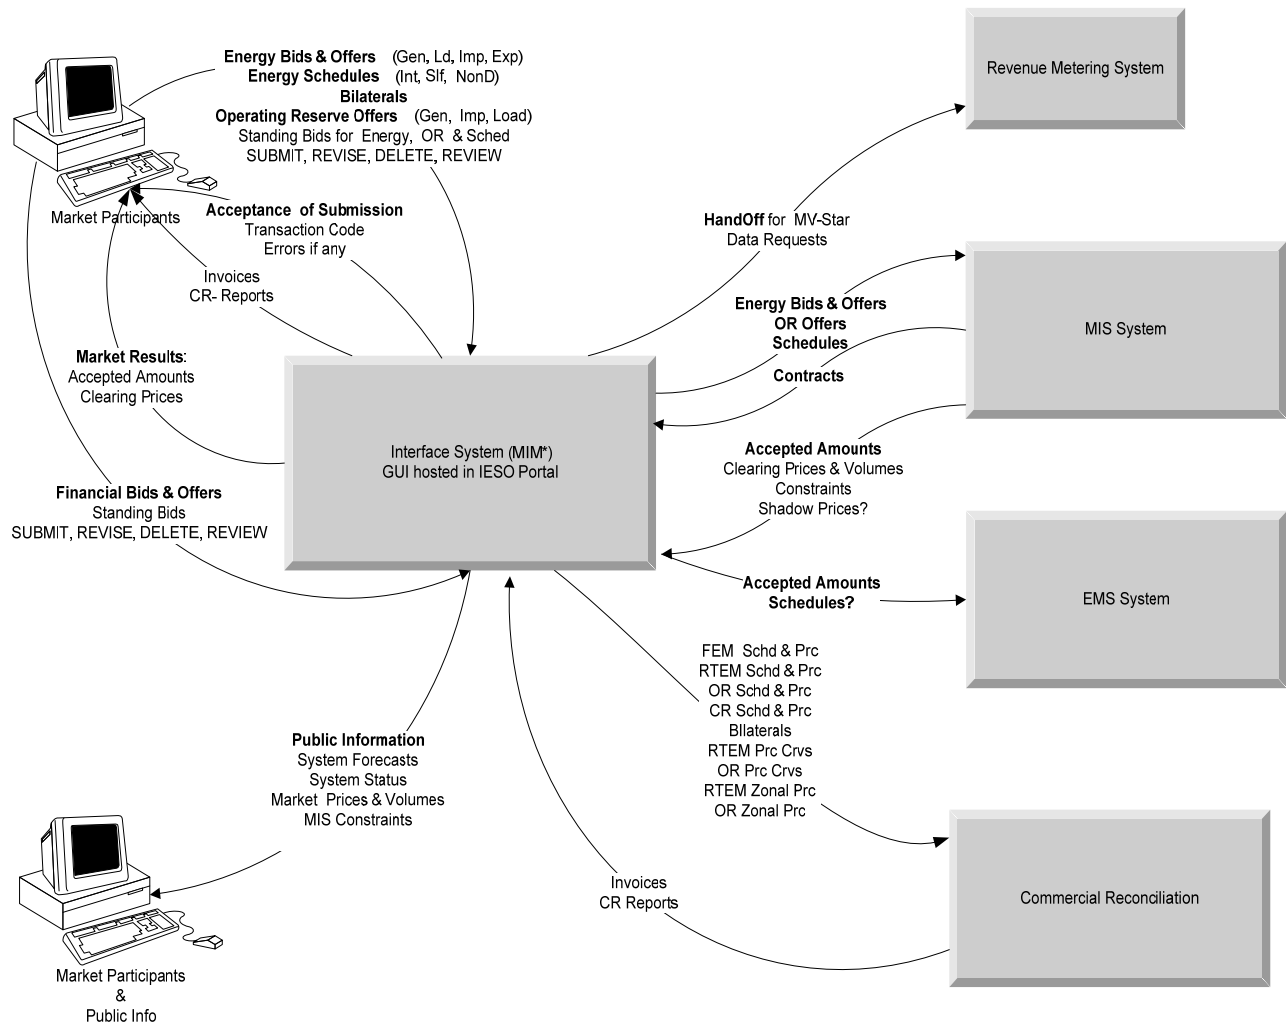 Energy Bids & Offers (Gen, Ld, Imp, Exp)
Energy Schedules (Int, Slf, NonD)
Bilaterals
Operating Reserve Offers (Gen, Imp, Load)
Standing Bids for Energy, OR & Sched
SUBMIT, REVISE, DELETE, REVIEW
Revenue Metering System
Market Participants
Acceptance of Submission
Transaction Code
Errors if any
Invoices
CR- Reports
HandOff for MV-Star
Data Requests
Energy Bids & Offers
OR Offers
Schedules
Contracts
MIS System
Market Results:
Accepted Amounts
Clearing Prices
Interface System (MIM*)
GUI hosted in IESO Portal
Accepted Amounts
Clearing Prices & Volumes
Constraints
Shadow Prices?
Financial Bids & Offers
Standing Bids
SUBMIT, REVISE, DELETE, REVIEW
Accepted Amounts
Schedules?
EMS System
FEM Schd & Prc
RTEM Schd & Prc
OR Schd & Prc
CR Schd & Prc
BIlaterals
RTEM Prc Crvs
OR Prc Crvs
RTEM Zonal Prc
OR Zonal Prc
Public Information
System Forecasts
System Status
Market Prices & Volumes
MIS Constraints
Invoices
CR Reports
Commercial Reconciliation
Market Participants
&
Public Info